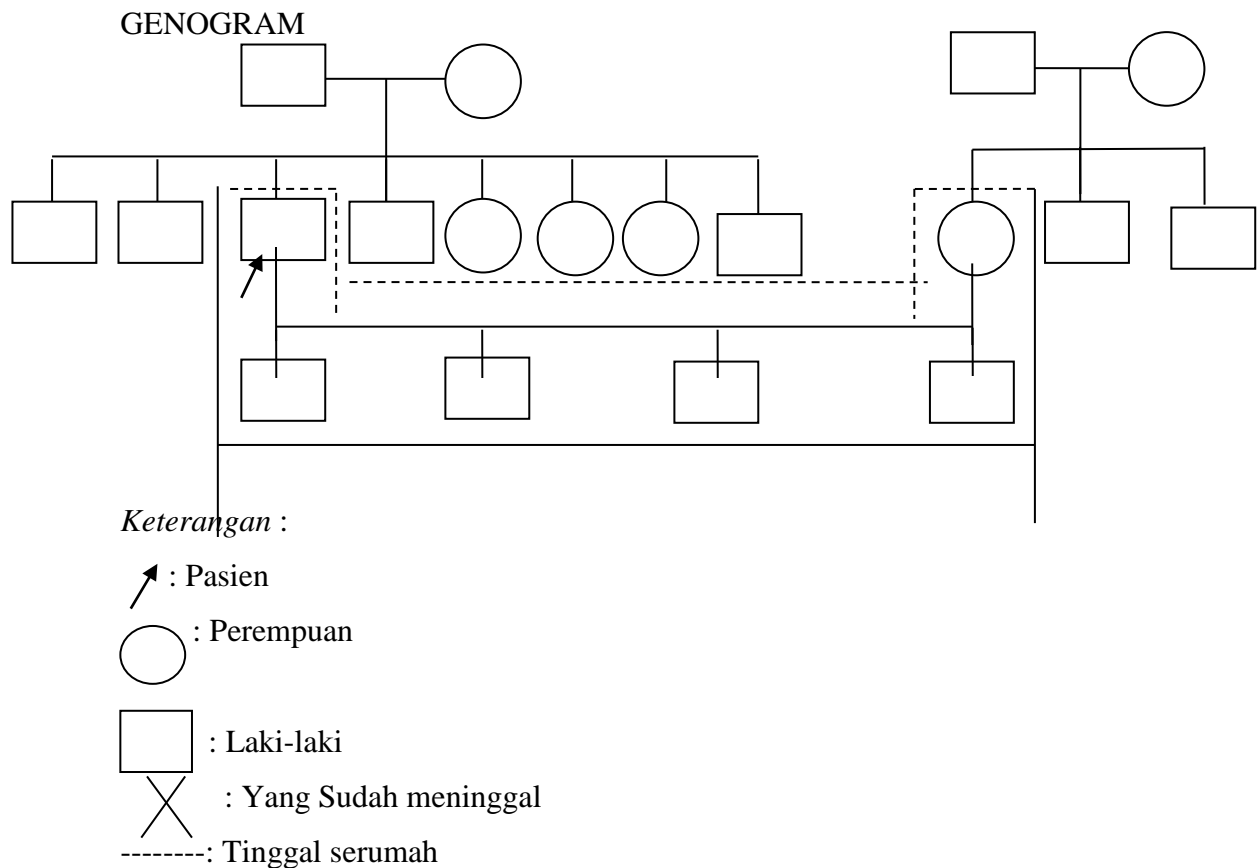 GENOGRAM
Keterangan :
: Pasien
: Perempuan
: Laki-laki
: Yang Sudah meninggal
--------: Tinggal serumah